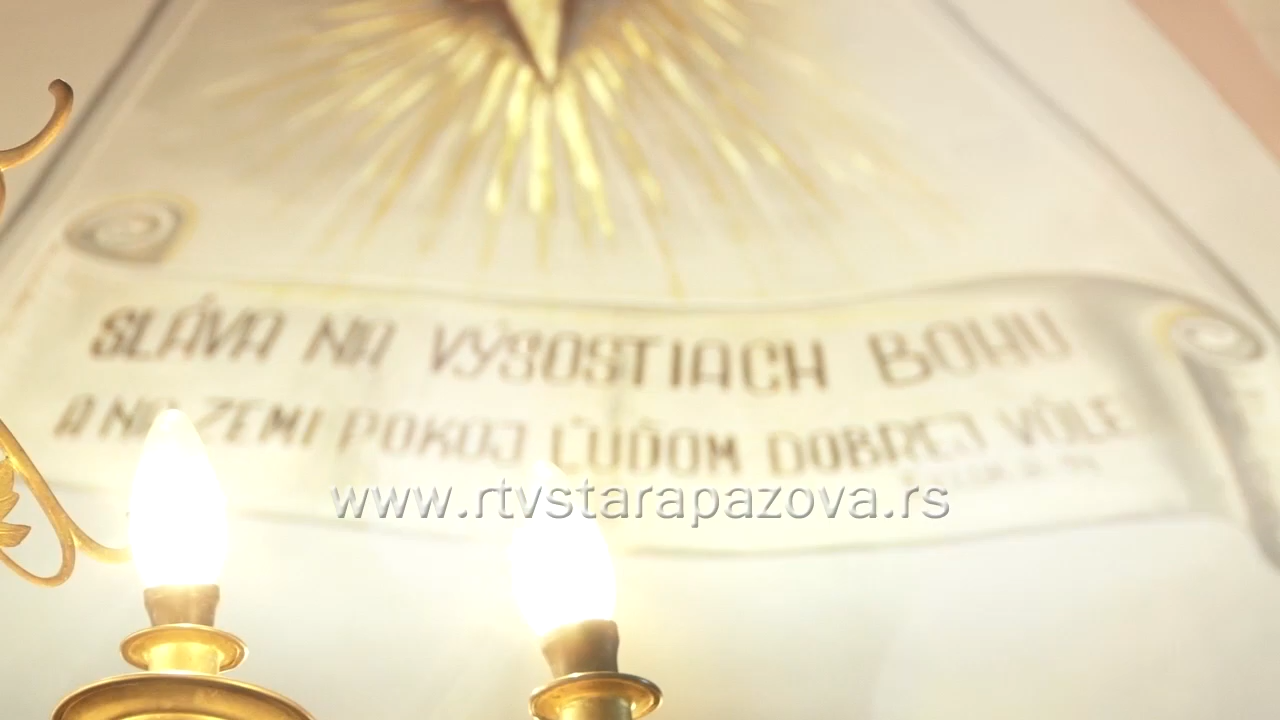 SLÁVA NA VÝSOSTIACH BOHU
A NA ZEMI POKOJ ĽUĎOM DOBREJ VÔLE
www.rtvstarapazova.rs